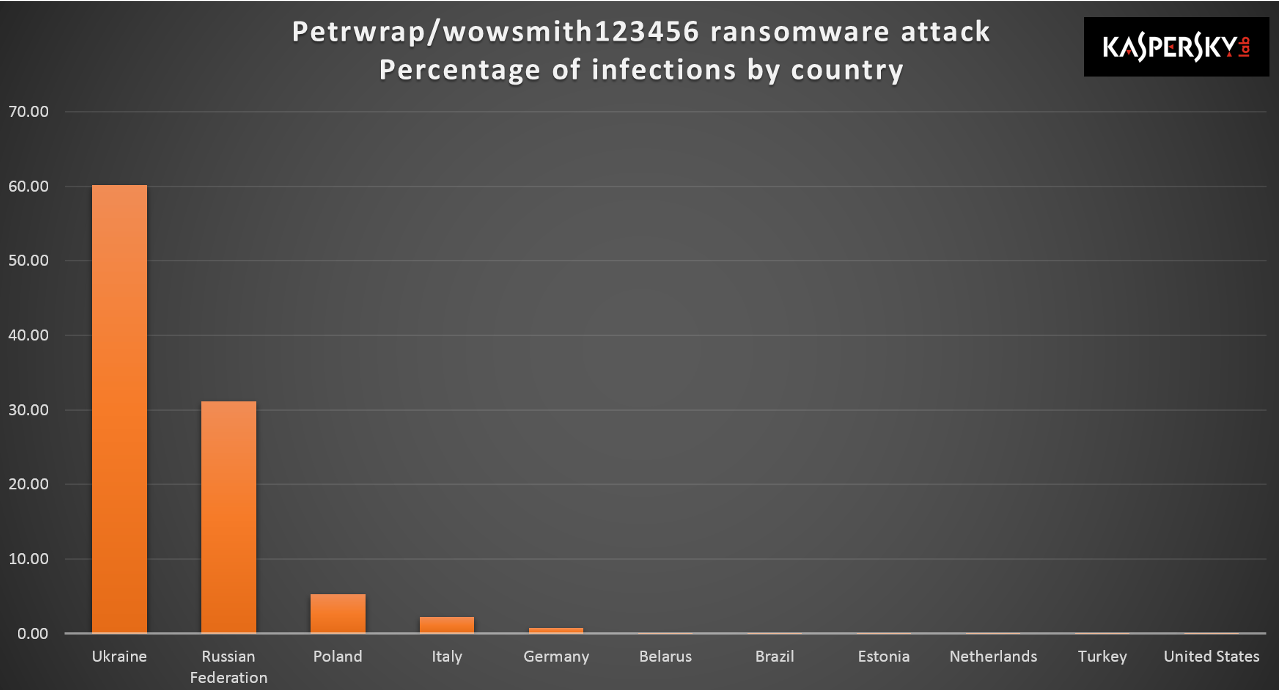 Petrwrap/wowsmith123456 ransomware attack
Percentage of infections by country
KASPERSKY lab
70.00
60.00
50.00
40.00
30.00
20.00
10.00
0.00
Ukraine
Russian
Federation
Poland
Italy
Germany
Belarus
Brazil
Estonia
Netherlands
Turkey
United States